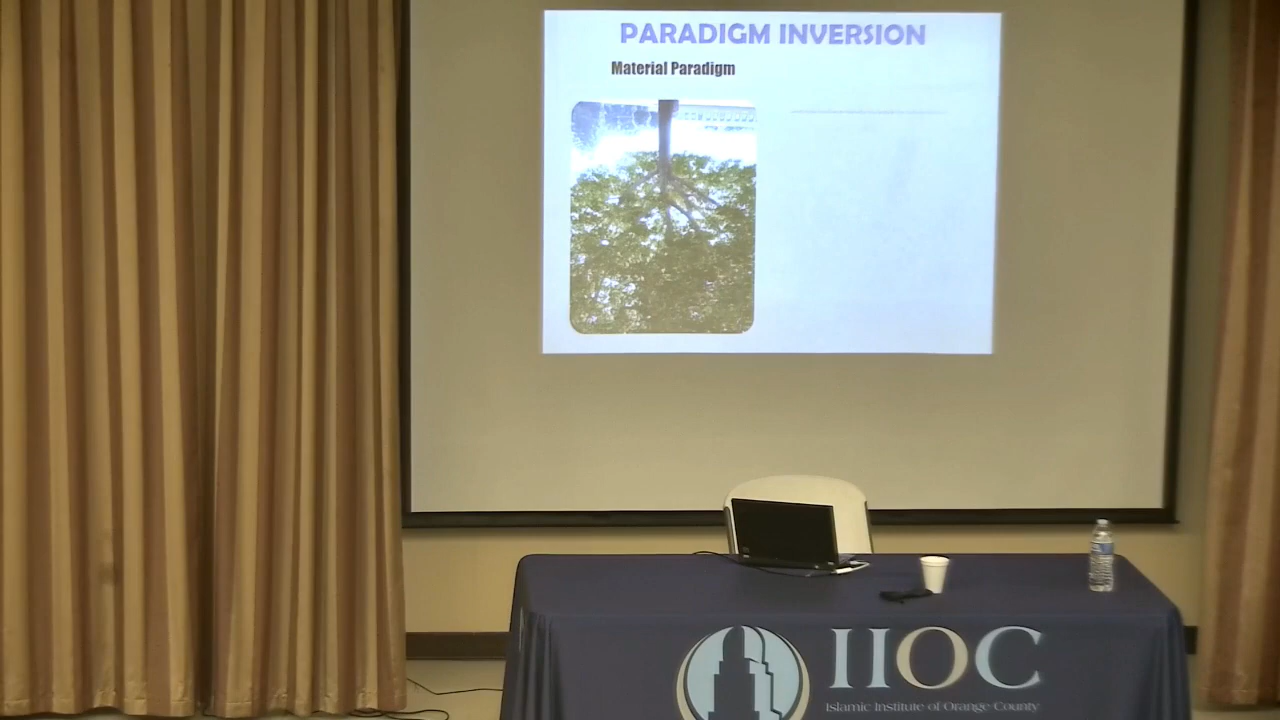 PARADIGM INVERSION
Material Paradigm
IIOC
Islamic Institute of Orange County